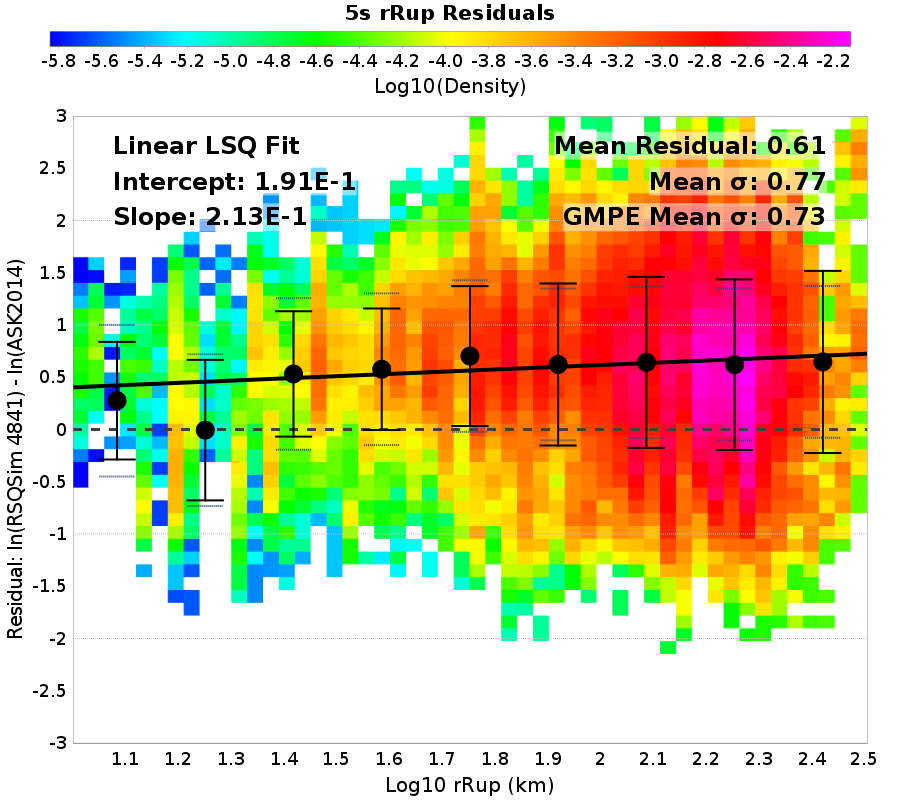 5s rRup Residuals
-5.8 -5.6 -5.4 -5.2 -5.0 -4.8 -4.6 -4.4 -4.2 -4.0 -3.8 -3.6 -3.4 -3.2 -3.0 -2.8 -2.6 -2.4 -2.2
Log10(Density)
Linear LSQ Fit
Intercept: 1.91E-1
Slope: 2.13E-1
Mean Residual: 0.61
Mean σ: 0.77
GMPE Mean σ: 0.73
Residual: ln(RSQSim 4841) - ln(ASK2014)
3
2.5
2
1.5
1
0.5
0
-0.5
-1
-1.5
-2
-2.5
-3
1.1 1.2 1.3 1.4 1.5 1.6 1.7 1.8 1.9 2 2.1 2.2 2.3 2.4 2.5
Log10 rRup (km)